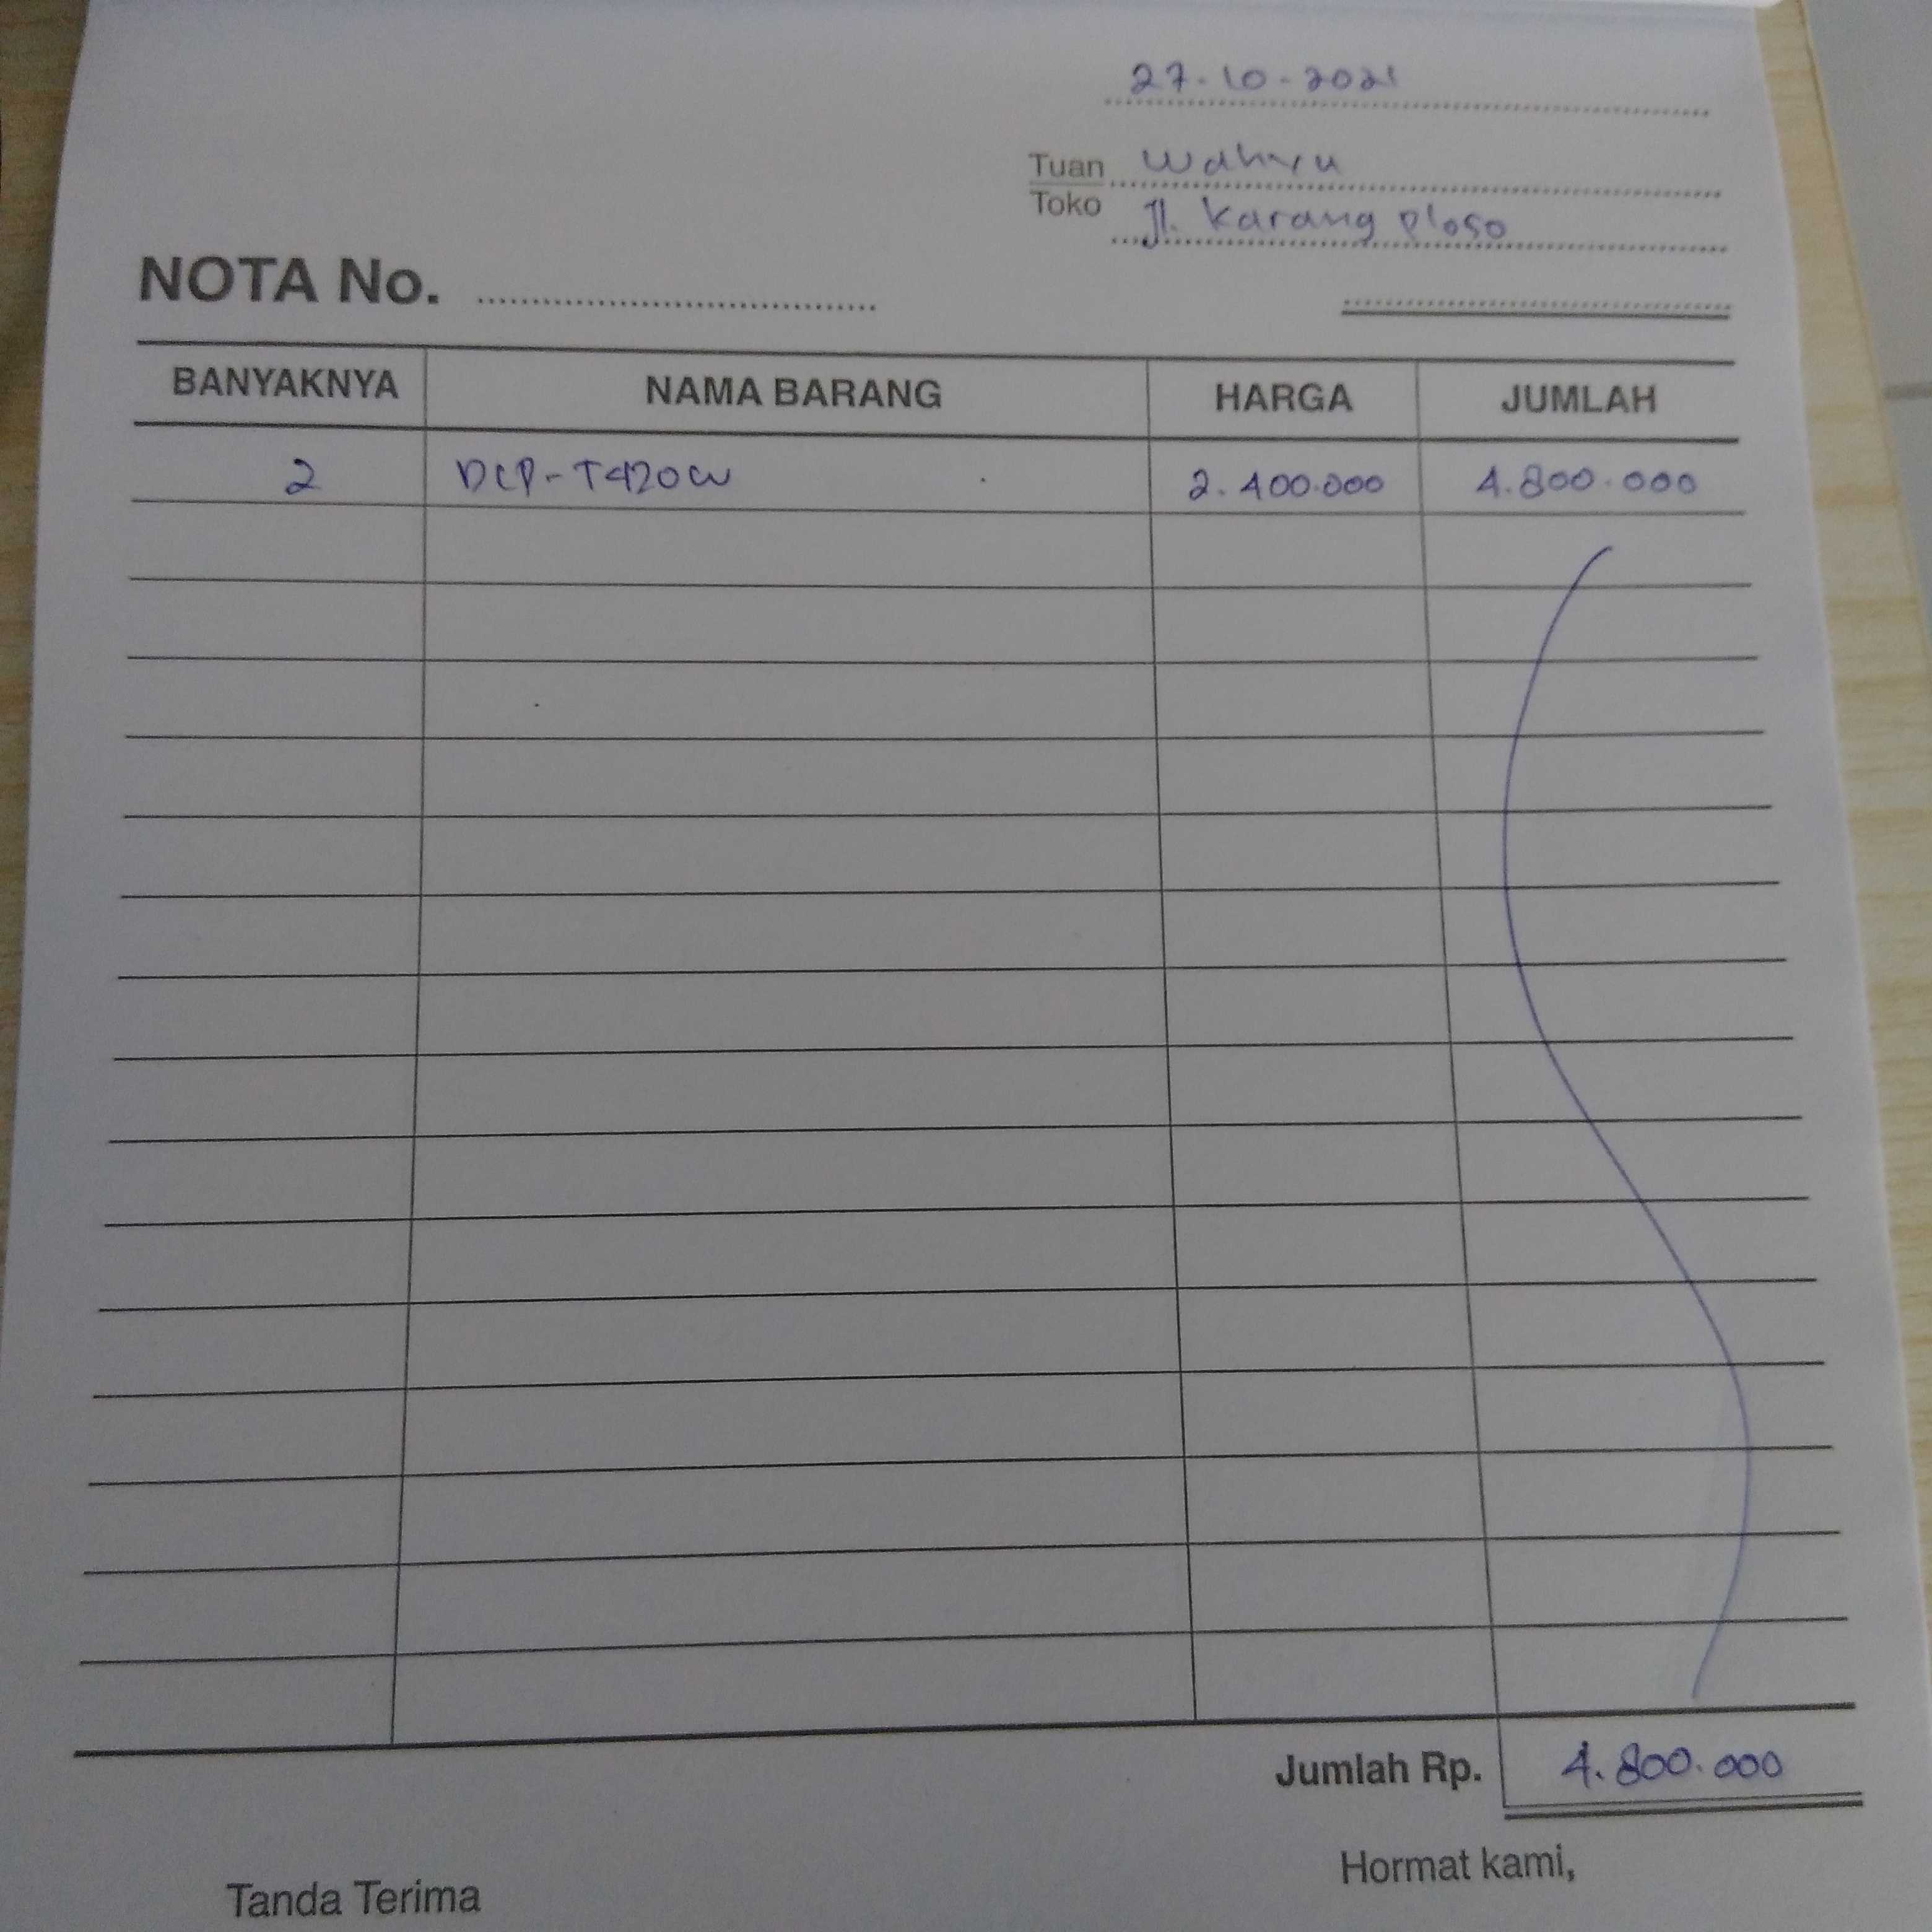 27-10-2021
Tuan Wahyu
Toko Jl. Karang Ploso
NOTA No.
BANYAKNYA NAMA BARANG HARGA JUMLAH
2 DCP-T420W 2.400.000 4.800.000
Jumlah Rp. 4.800.000
Hormat kami,
Tanda Terima